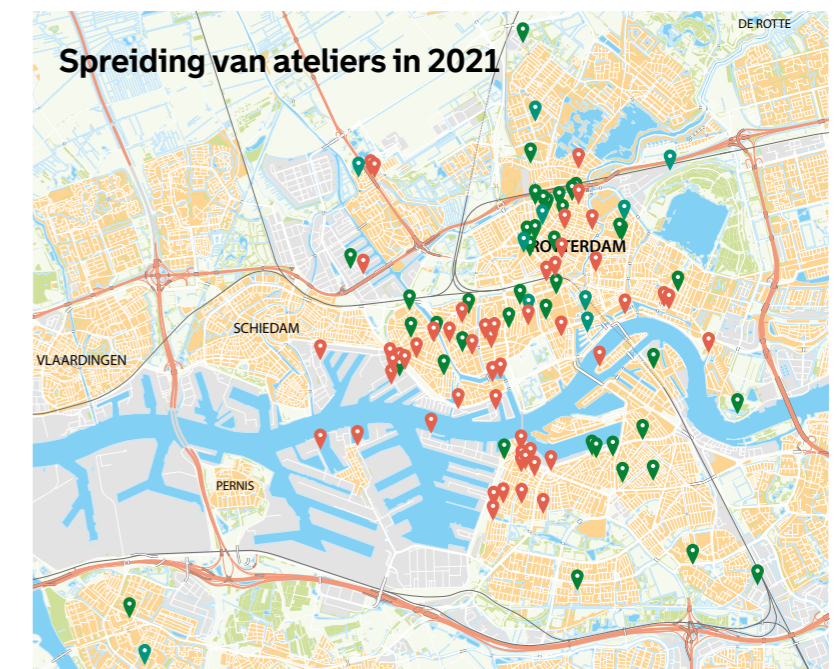 DE ROTTE
Spreiding van ateliers in 2021
ROTTERDAM
SCHIEDAM
VLAARDINGEN
PERNIS